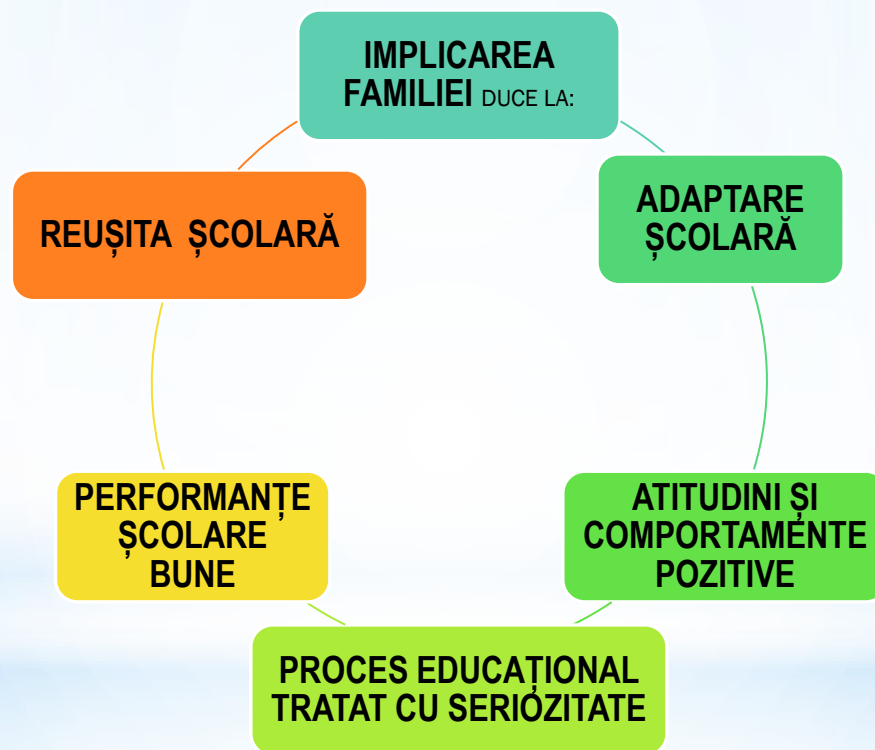 IMPLICAREA
FAMILIEI DUCE LA:
ADAPTARE
ȘCOLARĂ
ATITUDINI ȘI
COMPORTAMENTE
POZITIVE
PROCES EDUCAȚIONAL
TRATAT CU SERIOZITATE
PERFORMANȚE
ȘCOLARE
BUNE
REUȘITA ȘCOLARĂ